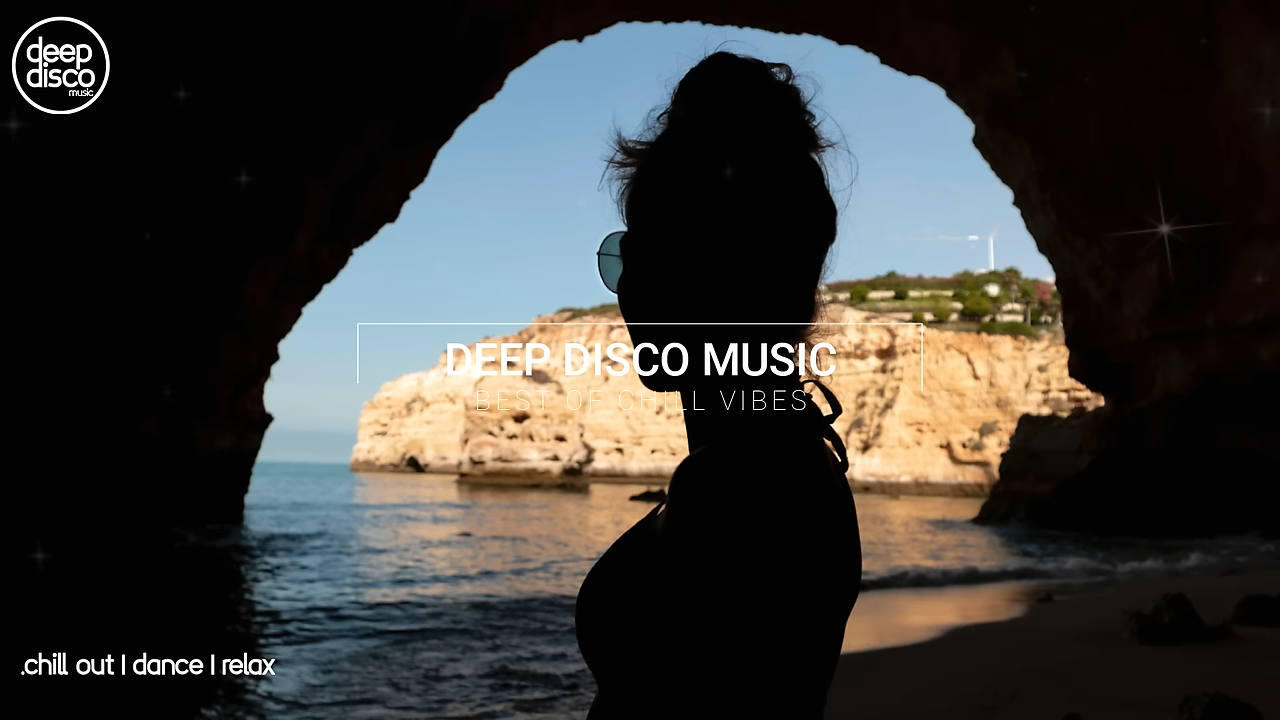 deep
disco
music
DEEP DISCO MUSIC
BEST OF CHILL VIBES
.chill out | dance | relax